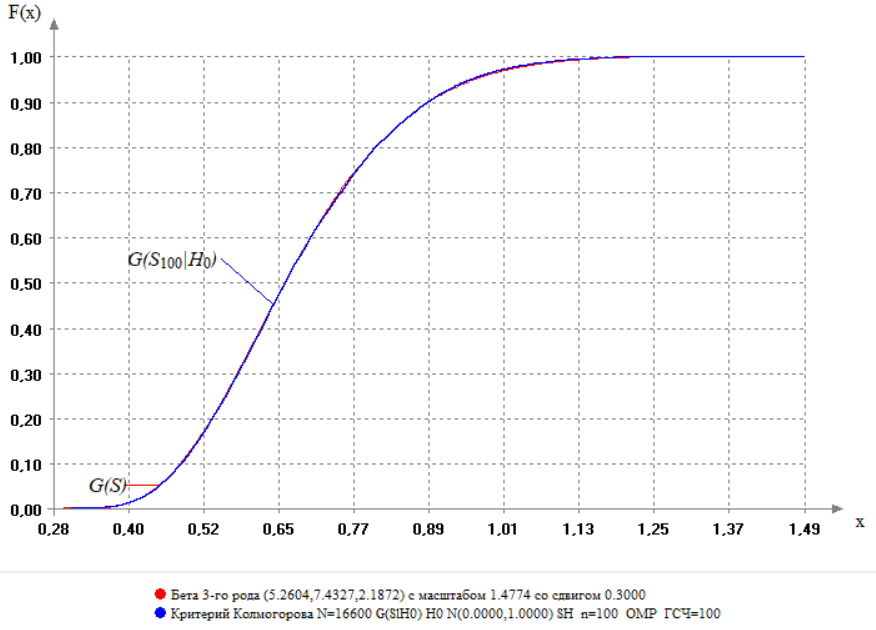 F(x)
1.00
0,90
0,80
0,70
0,60
G(S100|H0)
0,50
0,40
0,30
0,20
0,10
G(S)
0,00
0,28 0,40 0,52 0,65 0,77 0,89 1,01 1,13 1,25 1,37 1,49 x
Бета 3-го рода (5.2604,7.4327,2.1872) с масштабом 1.4774 со сдвигом 0.3000
Критерий Колмогорова N=16600 G(S|H0) H0 N(0.0000,1.0000) SH n=100 ОМР ГСЧ=100